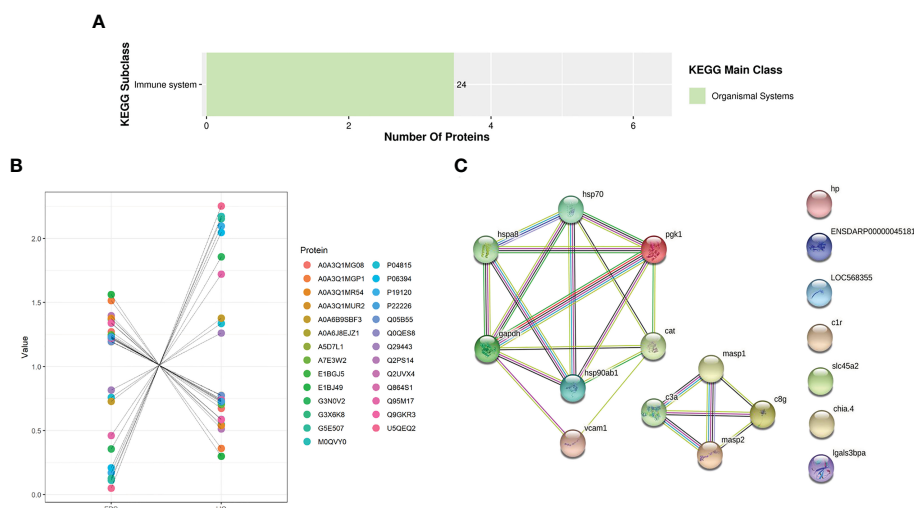 A
KEGG Subclass
Immune system
24
0
2
4
6
Number Of Proteins
KEGG Main Class
Organismal Systems
B
Value
2.0
1.5
1.0
0.5
0.0
Protein
A0A3Q1MG08
A0A3Q1MGP1
A0A3Q1MR54
A0A3Q1MUR2
A0A6B9SBF3
A0A6J8EJZ1
A5D7L1
A7E3W2
E1BGJ5
E1BJ49
G3N0V2
G3X6K8
G5E507
M0QVY0
P04815
P08394
P19120
P22226
Q05B55
Q0QES8
Q29443
Q2PS14
Q2UVX4
Q864S1
Q95M17
Q9GKR3
U5QEQ2
C
hsp70
hspa8
pgk1
gapdh
cat
hsp90ab1
vcam1
masp1
c3a
c8g
masp2
hp
ENSDARP00000045181
LOC568355
c1r
slc45a2
chia.4
lgals3bpa